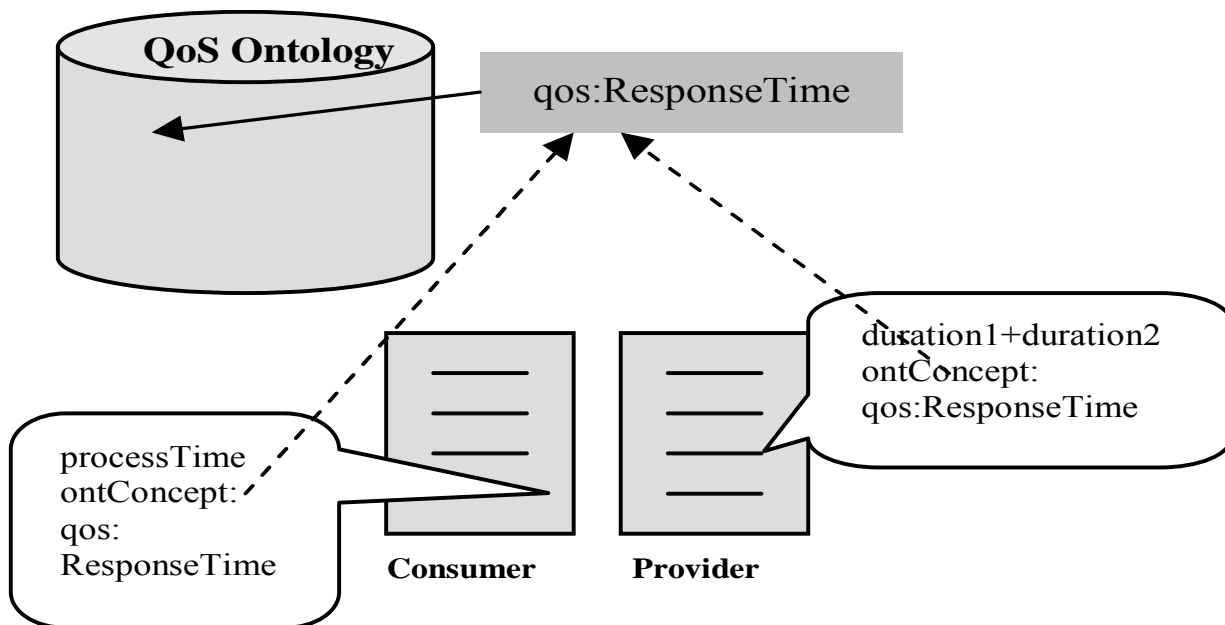 QoS Ontology
qos:ResponseTime
duration1+duration2
ontConcept:
qos:ResponseTime
processTime
ontConcept:
qos:
ResponseTime
Consumer
Provider